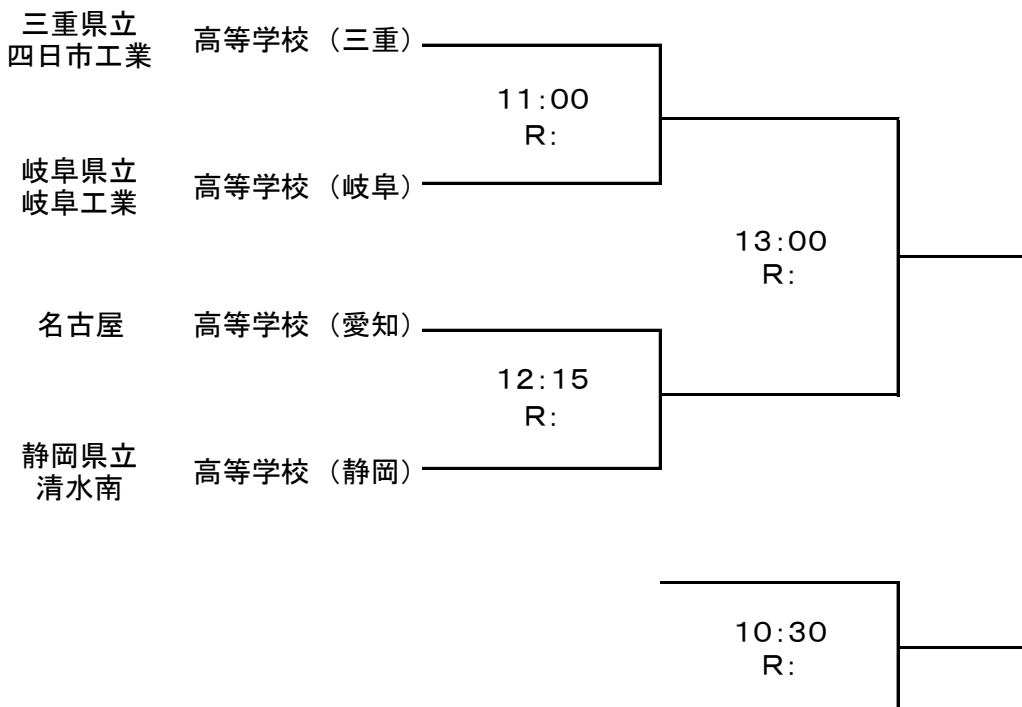 三重県立
四日市工業
高等学校（三重）
11:00
R:
岐阜県立
岐阜工業
高等学校（岐阜）
13:00
R:
名古屋
高等学校（愛知）
12:15
R:
静岡県立
清水南
高等学校（静岡）
10:30
R: